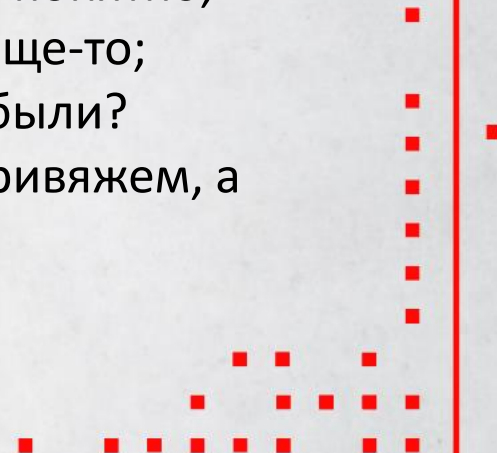 ще-то;
были?
ривяжем, а